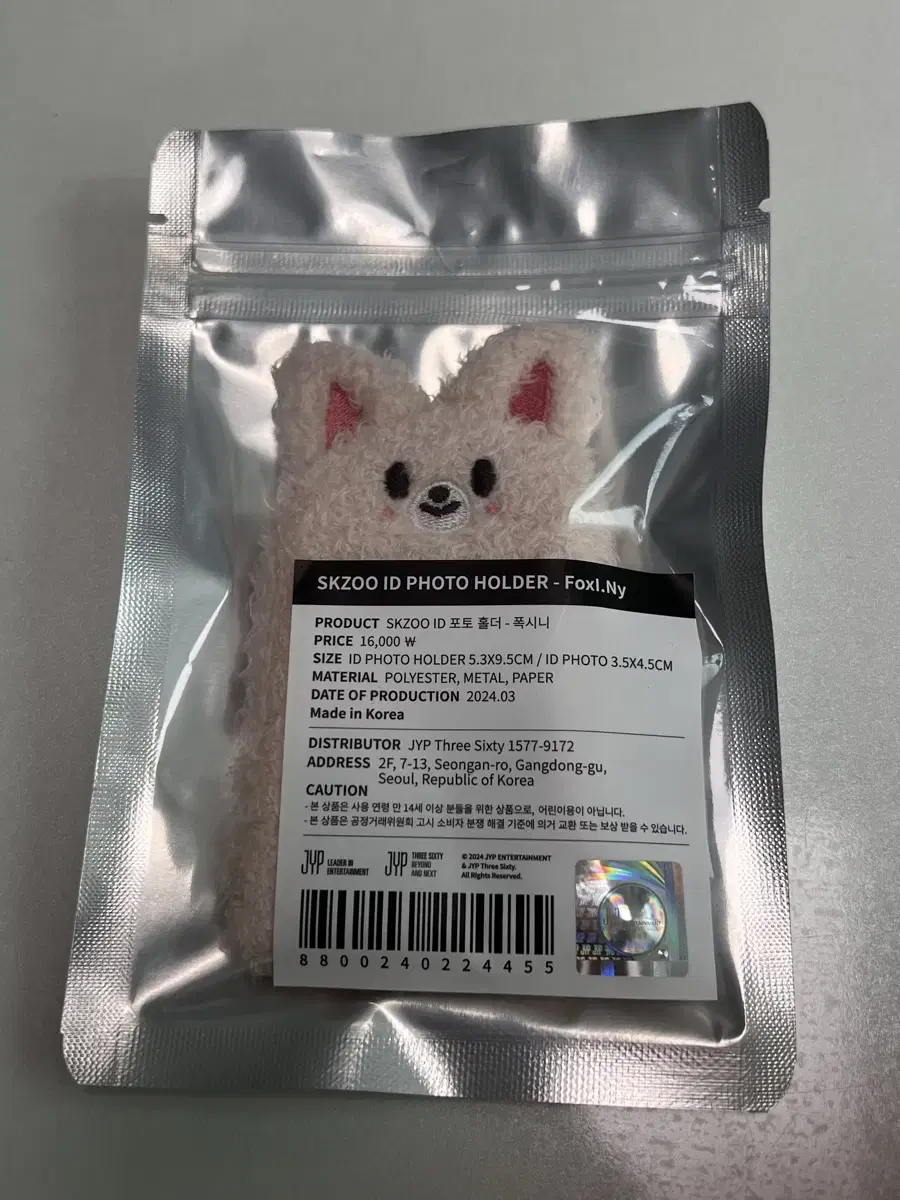 SKZOO ID PHOTO HOLDER - FoxI.Ny
PRODUCT SKZOO ID 포토 홀더 - 폭시니
PRICE 16,000 ₩
SIZE ID PHOTO HOLDER 5.3X9.5CM / ID PHOTO 3.5X4.5CM
MATERIAL POLYESTER, METAL, PAPER
DATE OF PRODUCTION 2024.03
Made in Korea
DISTRIBUTOR JYP Three Sixty 1577-9172
ADDRESS 2F, 7-13, Seongan-ro, Gangdong-gu,
Seoul, Republic of Korea
CAUTION
- 본 상품은 사용 연령 만 14세 이상 분들을 위한 상품으로, 어린이용이 아닙니다.
- 본 상품은 공정거래위원회 고시 소비자 분쟁 해결 기준에 의거 교환 또는 보상 받을 수 있습니다.
JYP LEADER IN ENTERTAINMENT
JYP THREE SIXTY BEYOND AND NEXT
© 2024 JYP ENTERTAINMENT
& JYP Three Sixty.
All Rights Reserved.
8800240224455